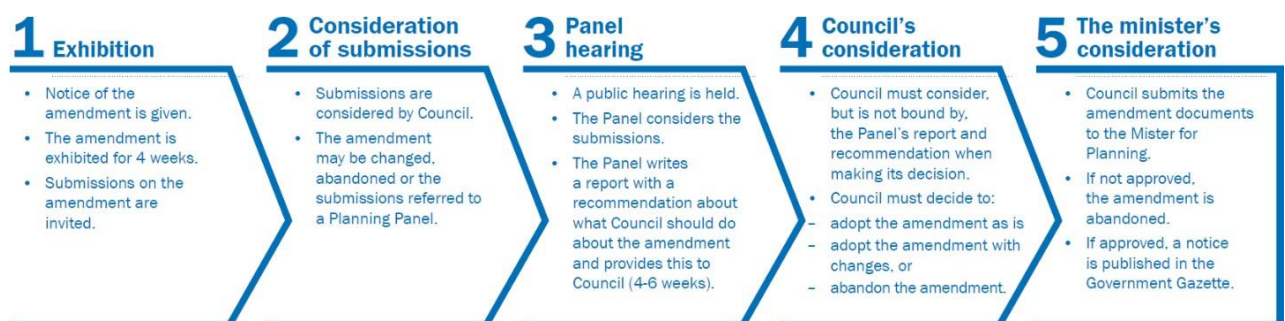 1 Exhibition
• Notice of the
amendment is given.
• The amendment is
exhibited for 4 weeks.
• Submissions on the
amendment are
invited.
2 Consideration
of submissions
• Submissions are
considered by Council.
• The amendment
may be changed,
abandoned or the
submissions referred to
a Planning Panel.
3 Panel
hearing
• A public hearing is held.
• The Panel considers the
submissions.
• The Panel writes
a report with a
recommendation about
what Council should do
about the amendment
and provides this to
Council (4-6 weeks).
4 Council's
consideration
• Council must consider,
but is not bound by,
the Panel's report and
recommendation when
making its decision.
• Council must decide to:
– adopt the amendment as is
– adopt the amendment with
changes, or
– abandon the amendment.
5 The minister's
consideration
• Council submits the
amendment documents
to the Mister for
Planning.
• If not approved,
the amendment is
abandoned.
• If approved, a notice
is published in the
Government Gazette.